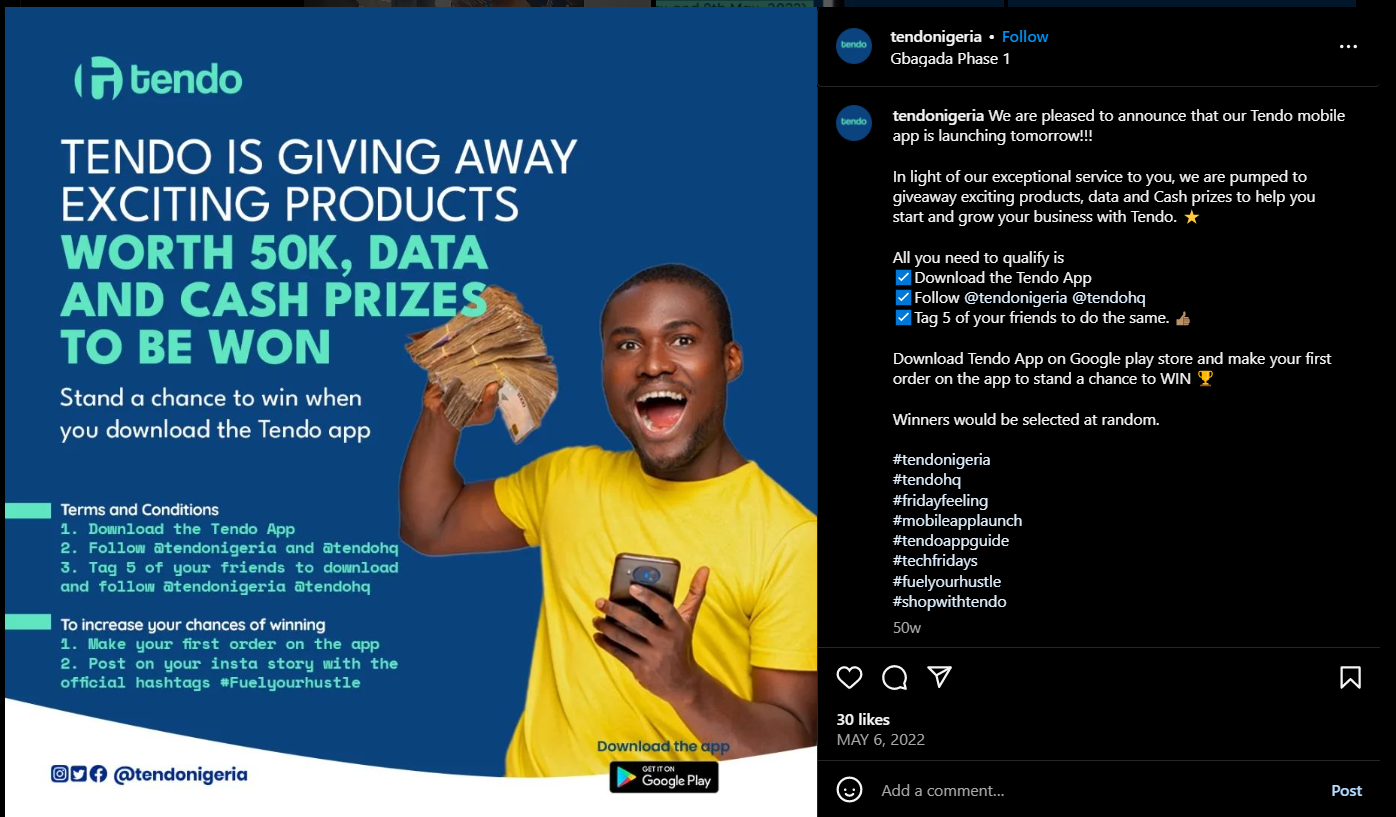 tendo
TENDO IS GIVING AWAY
EXCITING PRODUCTS
WORTH 50K, DATA
AND CASH PRIZES
TO BE WON
Stand a chance to win when
you download the Tendo app
Terms and Conditions
1. Download the Tendo App
2. Follow @tendonigeria and @tendohq
3. Tag 5 of your friends to download
and follow @tendonigeria @tendohq
To increase your chances of winning
1. Make your first order on the app
2. Post on your insta story with the
official hashtags #Fuelyourhustle
@tendonigeria
Download the app
GET IT ON
Google Play
tendo
tendonigeria • Follow
Gbagada Phase 1
tendo
tendonigeria We are pleased to announce that our Tendo mobile
app is launching tomorrow!!!
In light of our exceptional service to you, we are pumped to
giveaway exciting products, data and Cash prizes to help you
start and grow your business with Tendo. ⭐
All you need to qualify is
☑️Download the Tendo App
☑️Follow @tendonigeria @tendohq
☑️Tag 5 of your friends to do the same. 👍🏽
Download Tendo App on Google play store and make your first
order on the app to stand a chance to WIN 🏆
Winners would be selected at random.
#tendonigeria
#tendohq
#fridayfeeling
#mobileapplaunch
#tendoappguide
#techfridays
#fuelyourhustle
#shopwithtendo
50w
30 likes
MAY 6, 2022
Add a comment...
Post